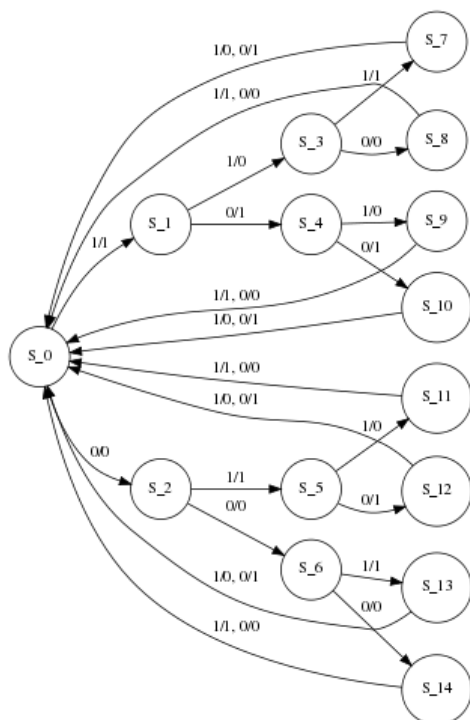 S_7
1/0, 0/1
1/1
1/1, 0/0
S_3
0/0
S_8
1/0
S_1
0/1
S_4
1/0
S_9
1/1
0/1
1/1, 0/0
S_10
1/0, 0/1
S_0
1/1, 0/0
S_11
1/0, 0/1
1/0
0/0
S_2
1/1
S_5
0/1
S_12
0/0
S_6
1/1
S_13
1/0, 0/1
0/0
1/1, 0/0
S_14